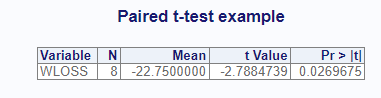 Paired t-test example
Variable N Mean t Value Pr > |t|
WLOSS 8 -22.7500000 -2.7884739 0.0269675